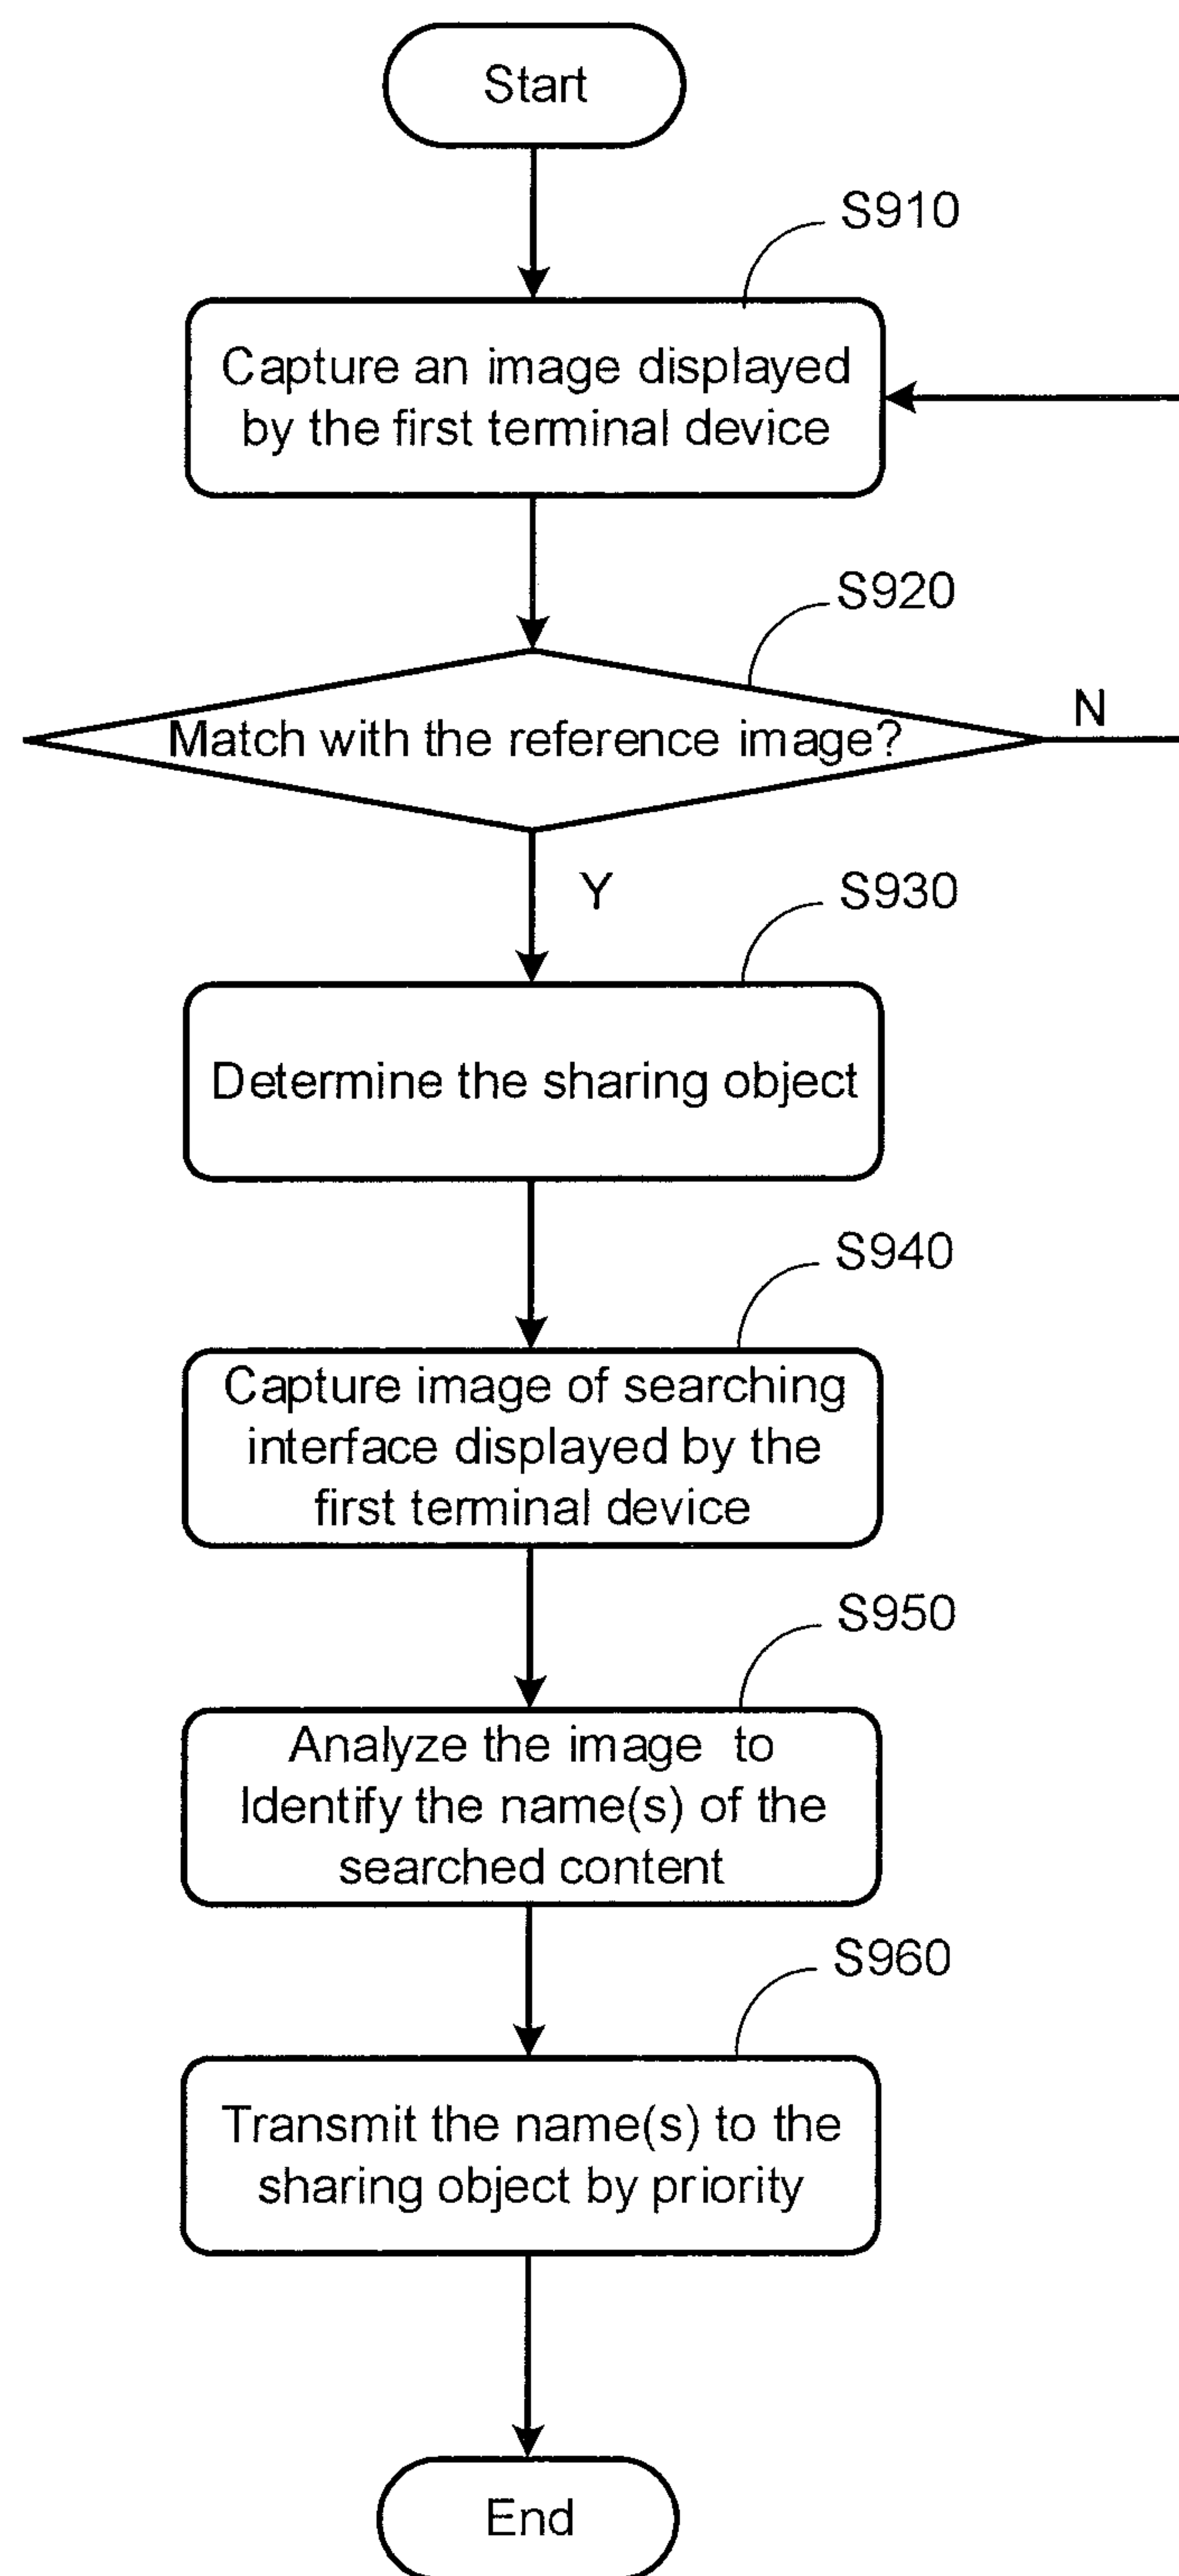 Start
S910
Capture an image displayed
by the first terminal device
S920
Match with the reference image?
N
Y
S930
Determine the sharing object
S940
Capture image of searching
interface displayed by the
first terminal device
S950
Analyze the image to
Identify the name(s) of the
searched content
S960
Transmit the name(s) to the
sharing object by priority
End